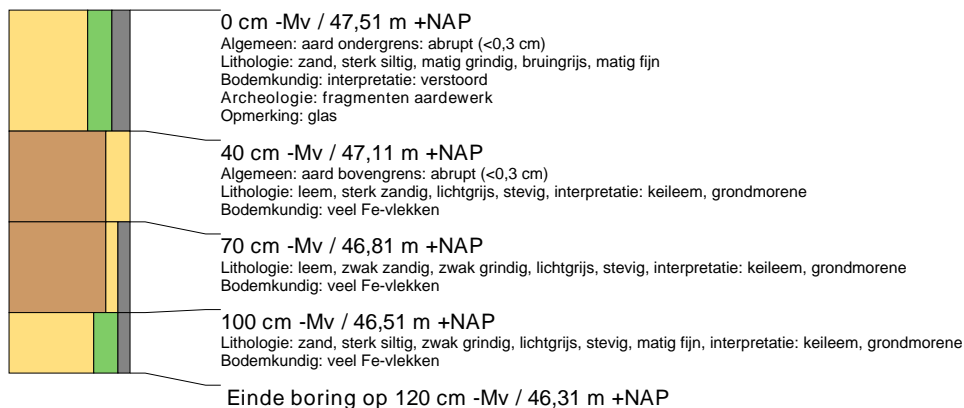 0 cm -Mv / 47,51 m +NAP
Algemeen: aard ondergrens: abrupt (<0,3 cm)
Lithologie: zand, sterk siltig, matig grindig, bruingrijs, matig fijn
Bodemkundig: interpretatie: verstoord
Archeologie: fragmenten aardewerk
Opmerking: glas
40 cm -Mv / 47,11 m +NAP
Algemeen: aard bovengrens: abrupt (<0,3 cm)
Lithologie: leem, sterk zandig, lichtgrijs, stevig, interpretatie: keileem, grondmorene
Bodemkundig: veel Fe-vlekken
70 cm -Mv / 46,81 m +NAP
Lithologie: leem, zwak zandig, zwak grindig, lichtgrijs, stevig, interpretatie: keileem, grondmorene
Bodemkundig: veel Fe-vlekken
100 cm -Mv / 46,51 m +NAP
Lithologie: zand, sterk siltig, zwak grindig, lichtgrijs, stevig, matig fijn, interpretatie: keileem, grondmorene
Bodemkundig: veel Fe-vlekken
Einde boring op 120 cm -Mv / 46,31 m +NAP